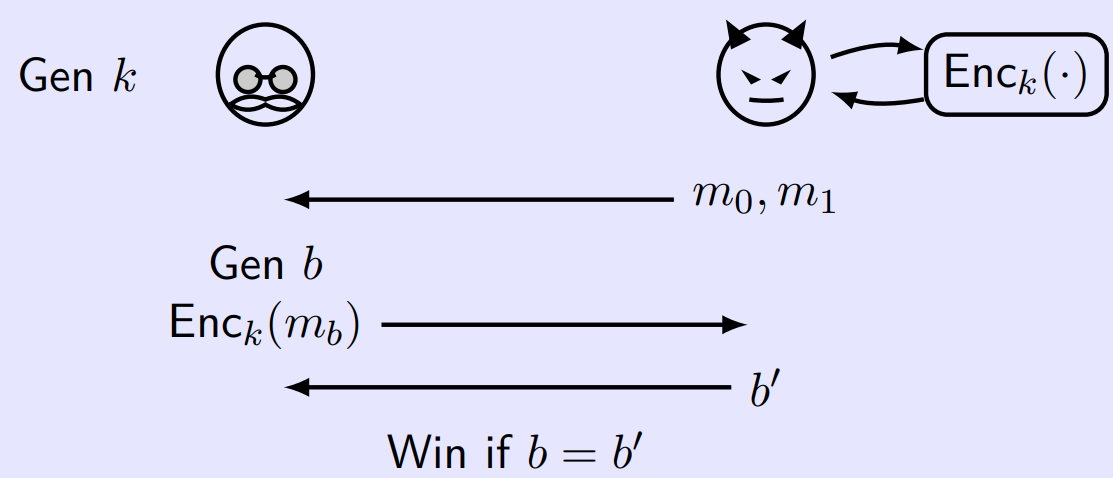 Gen k
Enc_k(·)
m_0, m_1
Gen b
Enc_k(m_b)
b′
Win if b = b′